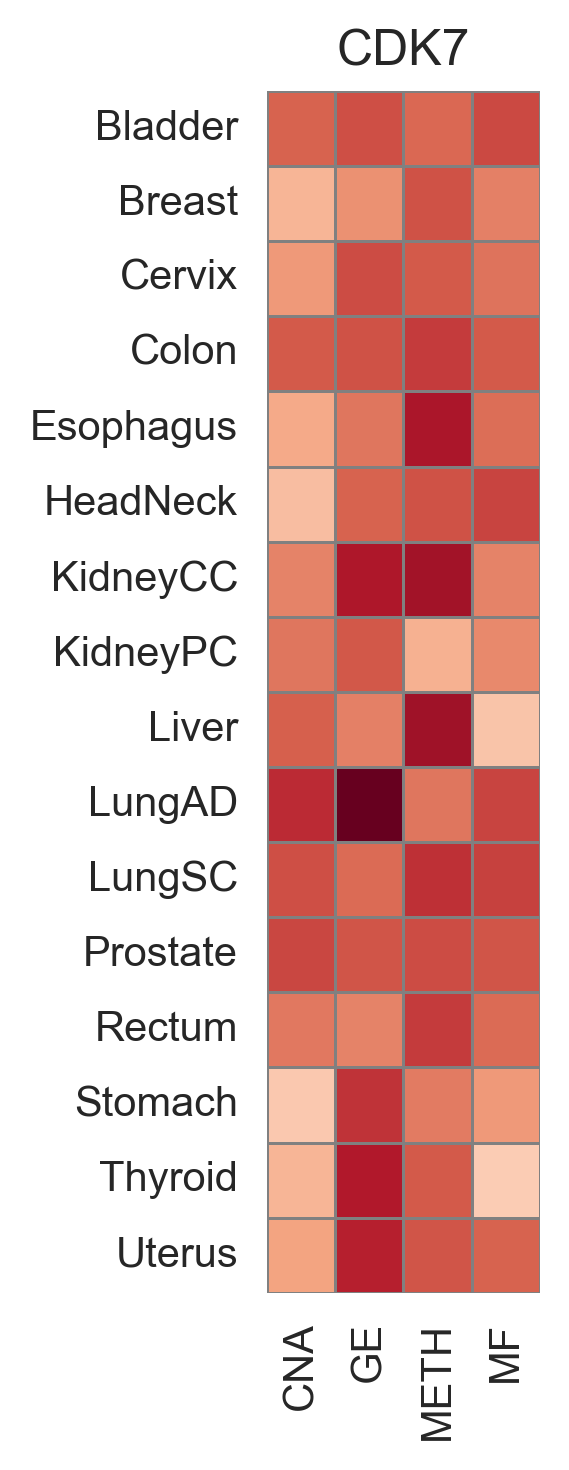 CDK7
Bladder
Breast
Cervix
Colon
Esophagus
HeadNeck
KidneyCC
KidneyPC
Liver
LungAD
LungSC
Prostate
Rectum
Stomach
Thyroid
Uterus
CNA
GE
METH
MF